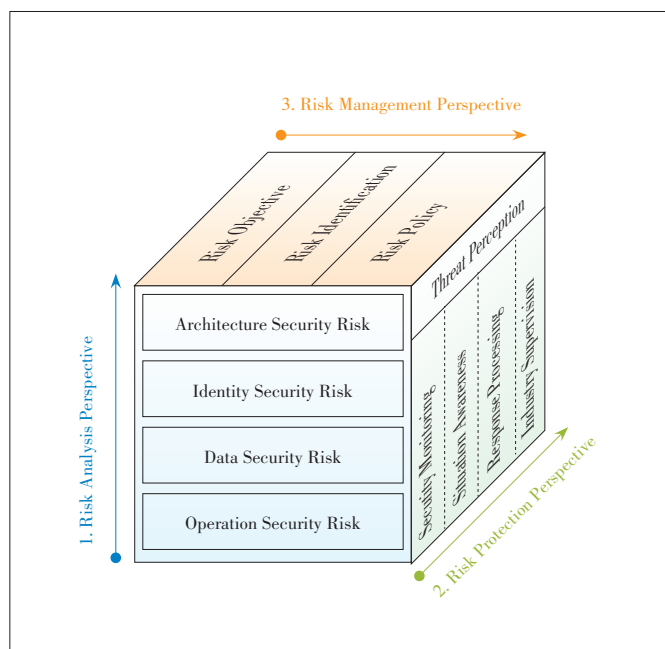 3. Risk Management Perspective
Risk Objective
Risk Identification
Risk Policy
Threat Perception
1. Risk Analysis Perspective
Architecture Security Risk
Identity Security Risk
Data Security Risk
Operation Security Risk
Security Monitoring
Situation Awareness
Response Processing
Industry Supervision
2. Risk Protection Perspective